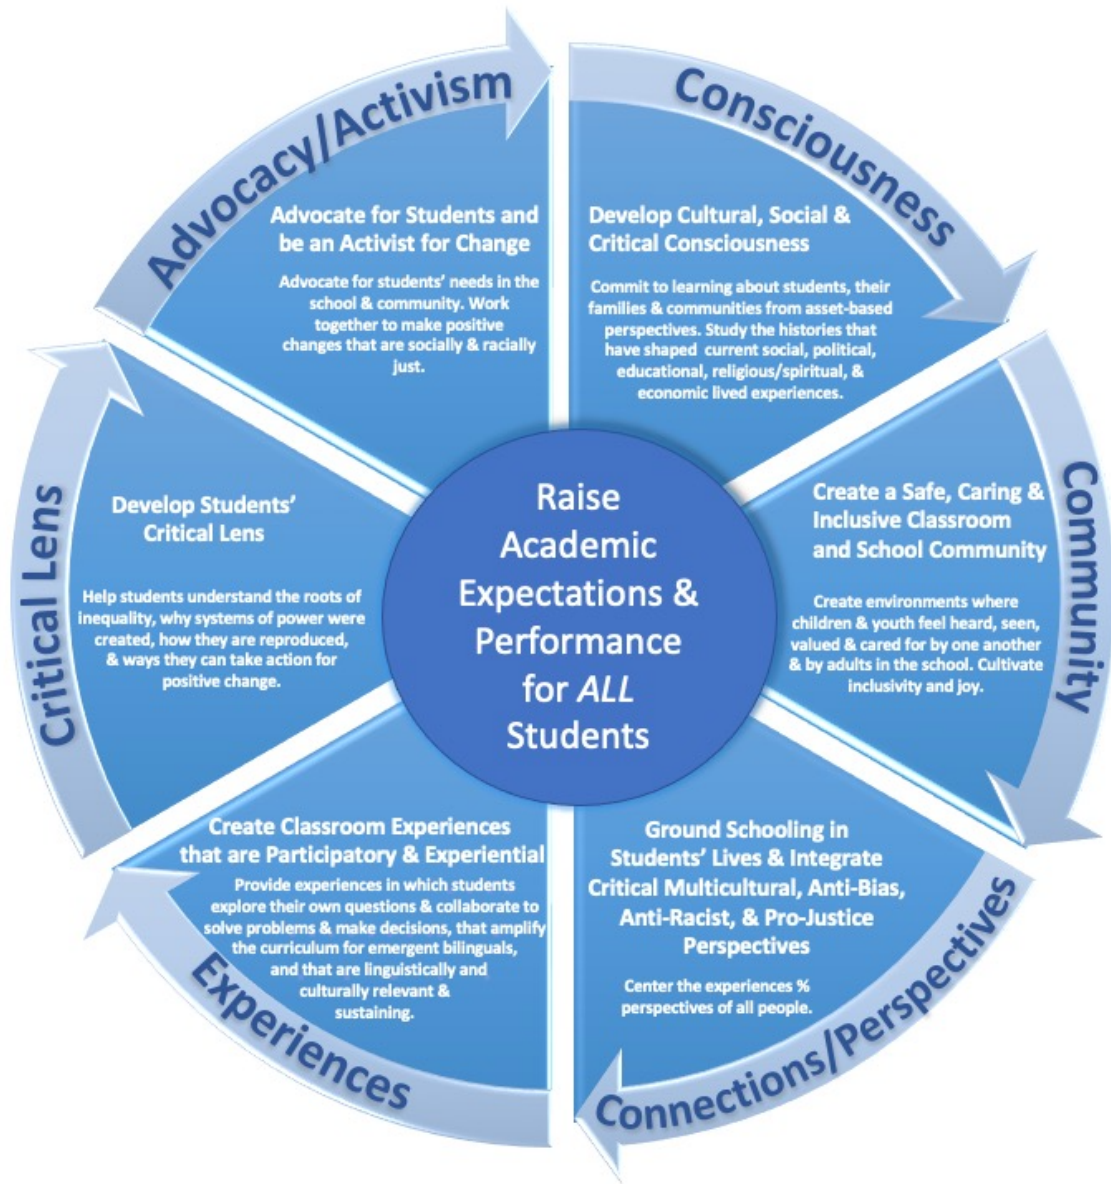 Consciousness
Develop Cultural, Social &
Critical Consciousness
Commit to learning about students, their
families & communities from asset-based
perspectives. Study the histories that
have shaped current social, political,
educational, religious/spiritual, &
economic lived experiences.
Community
Create a Safe, Caring &
Inclusive Classroom
and School Community
Create environments where
children & youth feel heard, seen,
valued & cared for by one another
& by adults in the school. Cultivate
inclusivity and joy.
Connections/Perspectives
Ground Schooling in
Students' Lives & Integrate
Critical Multicultural, Anti-Bias,
Anti-Racist, & Pro-Justice
Perspectives
Center the experiences %
perspectives of all people.
Experiences
Create Classroom Experiences
that are Participatory & Experiential
Provide experiences in which students
explore their own questions & collaborate to
solve problems & make decisions, that amplify
the curriculum for emergent bilinguals,
and that are linguistically and
culturally relevant &
sustaining.
Critical Lens
Develop Students'
Critical Lens
Help students understand the roots of
inequality, why systems of power were
created, how they are reproduced,
& ways they can take action for
positive change.
Advocacy/Activism
Advocate for Students and
be an Activist for Change
Advocate for students' needs in the
school & community. Work
together to make positive
changes that are socially & racially
just.
Raise
Academic
Expectations &
Performance
for ALL
Students